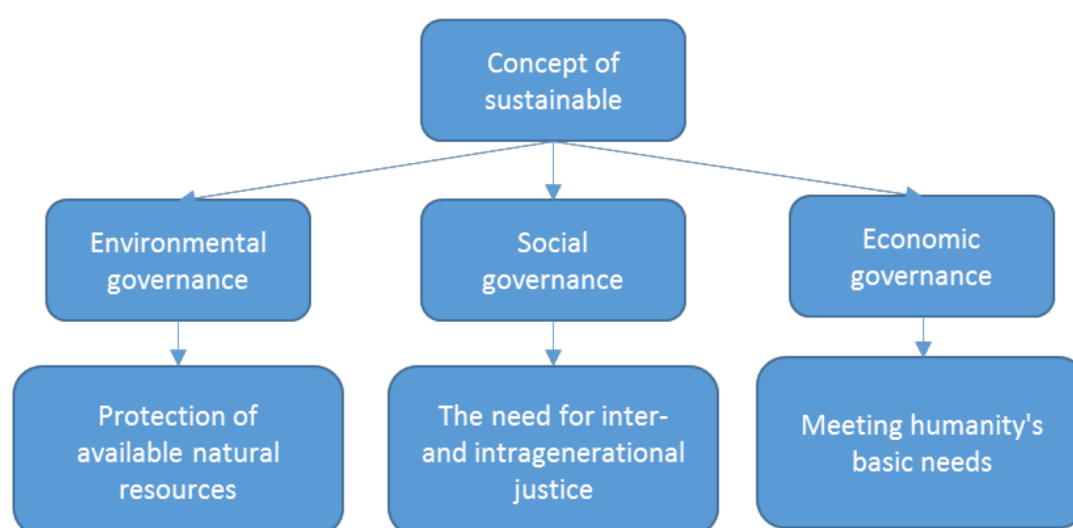 Concept of
sustainable
Environmental
governance
Social
governance
Economic
governance
Protection of
available natural
resources
The need for inter-
and intragenerational
justice
Meeting humanity's
basic needs